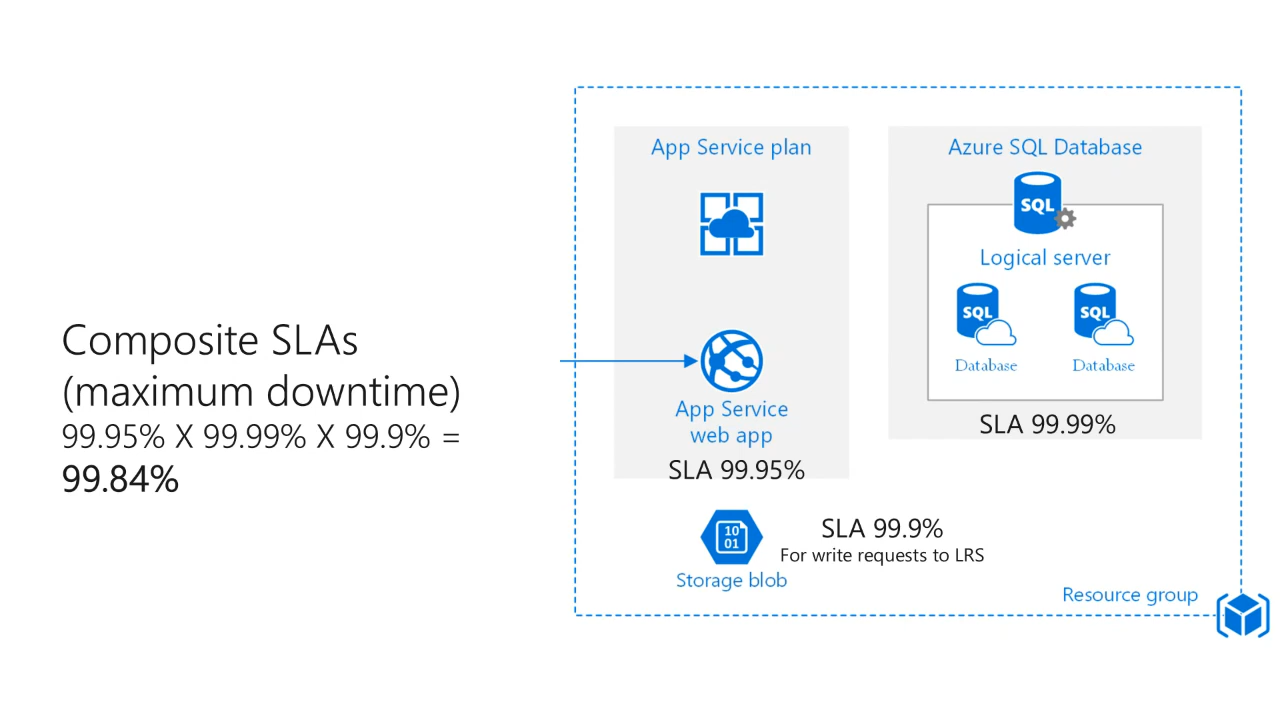 Composite SLAs
(maximum downtime)
99.95% X 99.99% X 99.9% =
99.84%
App Service plan
App Service
web app
SLA 99.95%
Azure SQL Database
SQL
Logical server
SQL
Database
SQL
Database
SLA 99.99%
10
01
Storage blob
SLA 99.9%
For write requests to LRS
Resource group